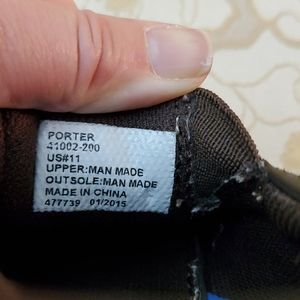 PORTER
41002-200
US#11
UPPER:MAN MADE
OUTSOLE:MAN MADE
MADE IN CHINA
477739 01/2015